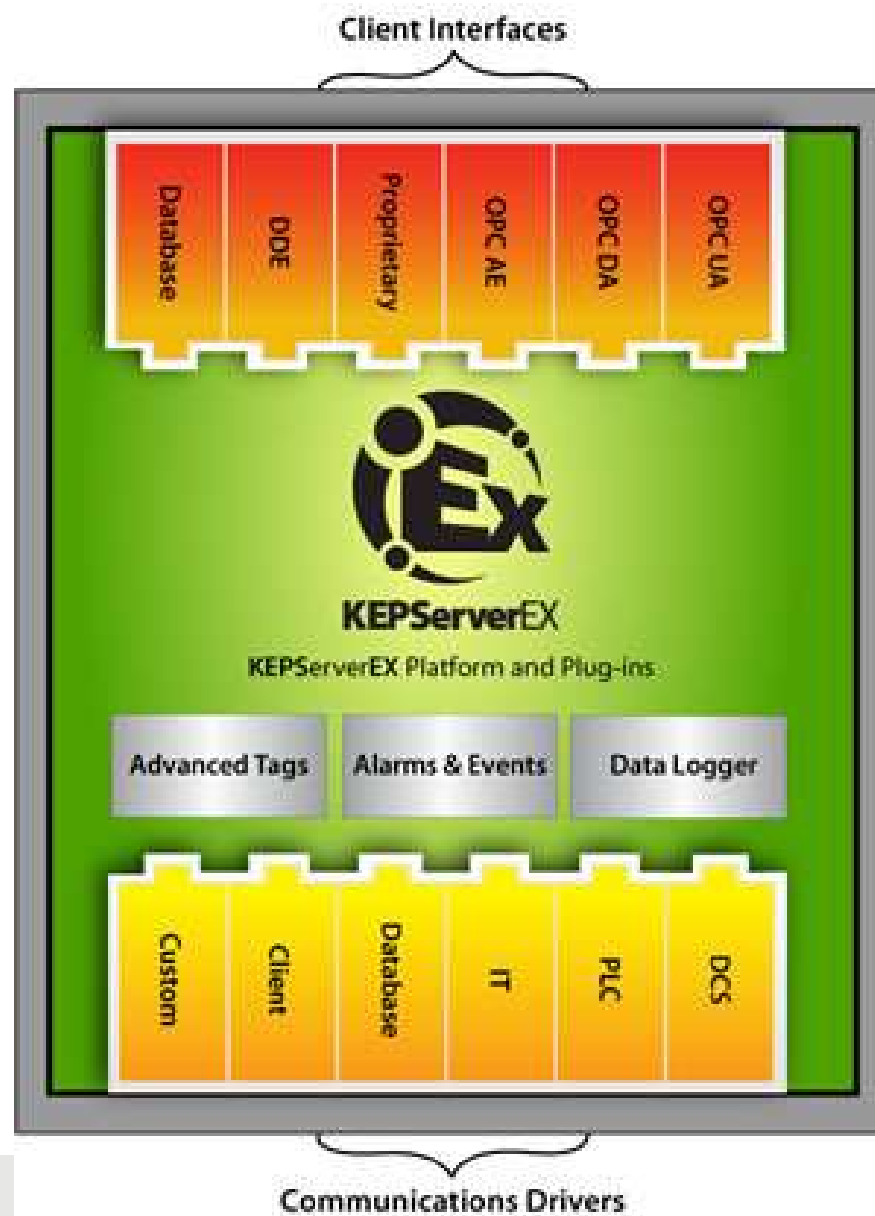 Client Interfaces
Database
DDE
Proprietary
OPC AE
OPC DA
OPC UA
Ex
KEPServerEX
KEPServerEX Platform and Plug-ins
Advanced Tags
Alarms & Events
Data Logger
Custom
Client
Database
IT
PLC
DCS
Communications Drivers